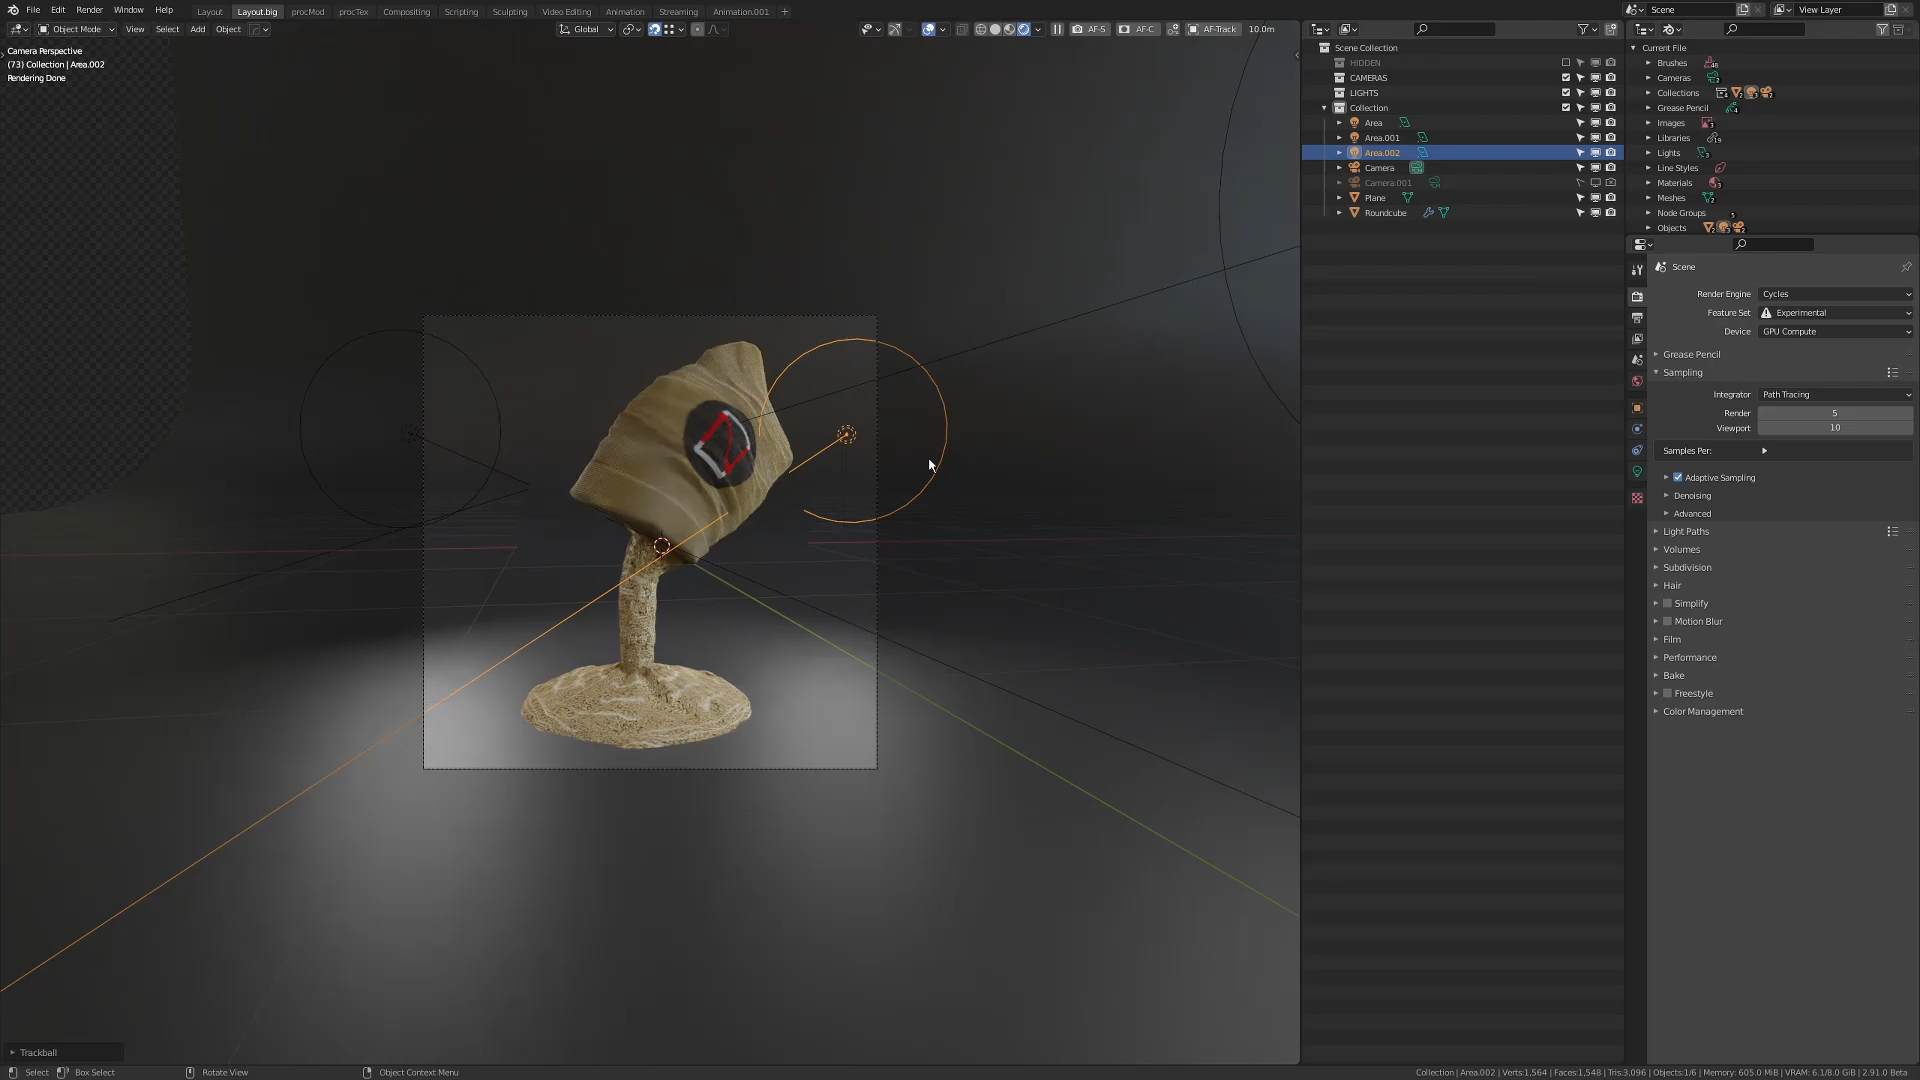 File Edit Render Window Help Layout Layout.big procMod procTex Compositing Scripting Sculpting Video Editing Animation Streaming Animation.001 + Scene View Layer
Object Mode View Select Add Object Global AF-S AF-C AF-Track 10.0m
Camera Perspective
(73) Collection | Area.002
Rendering Done
Scene Collection
HIDDEN
CAMERAS
LIGHTS
Collection
Area
Area.001
Area.002
Camera
Camera.001
Plane
Roundcube
Current File
Brushes
Cameras
Collections
Grease Pencil
Images
Libraries
Lights
Line Styles
Materials
Meshes
Node Groups
Objects
Scene
Render Engine Cycles
Feature Set Experimental
Device GPU Compute
Grease Pencil
Sampling
Integrator Path Tracing
Render 5
Viewport 10
Samples Per:
Adaptive Sampling
Denoising
Advanced
Light Paths
Volumes
Subdivision
Hair
Simplify
Motion Blur
Film
Performance
Bake
Freestyle
Color Management
Trackball
Select Box Select Rotate View Object Context Menu Collection | Area.002 | Verts:1,564 | Faces:1,548 | Tris:3,096 | Objects:1/6 | Memory: 605.0 MiB | VRAM: 6.1/8.0 GiB | 2.91.0 Beta